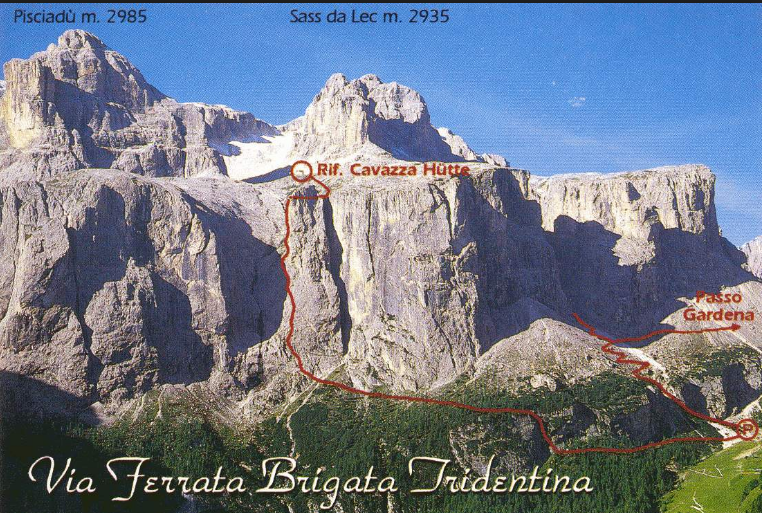 Pisciadù m. 2985
Sass da Lec m. 2935
Rif. Cavazza Hütte
Passo
Gardena
P
Via Ferrata Brigata Tridentina